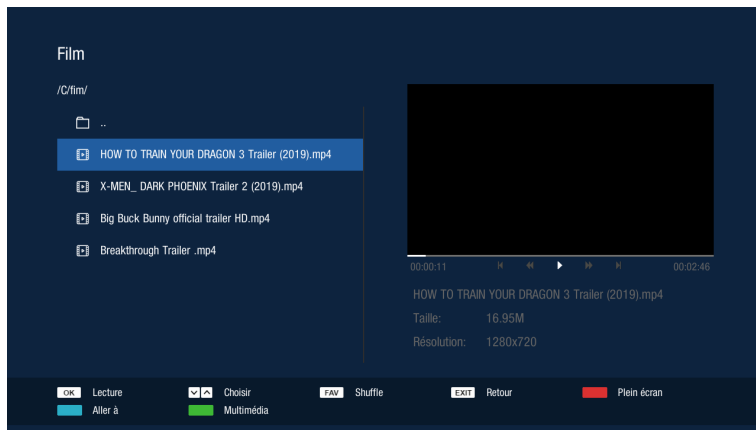 Film
/C/fim/
..
HOW TO TRAIN YOUR DRAGON 3 Trailer (2019).mp4
X-MEN_ DARK PHOENIX Trailer 2 (2019).mp4
Big Buck Bunny official trailer HD.mp4
Breakthrough Trailer .mp4
00:00:11 00:02:46
HOW TO TRAIN YOUR DRAGON 3 Trailer (2019).mp4
Taille: 16.95M
Résolution: 1280x720
OK Lecture Choisir FAV Shuffle EXIT Retour Plein écran
Aller à Multimédia